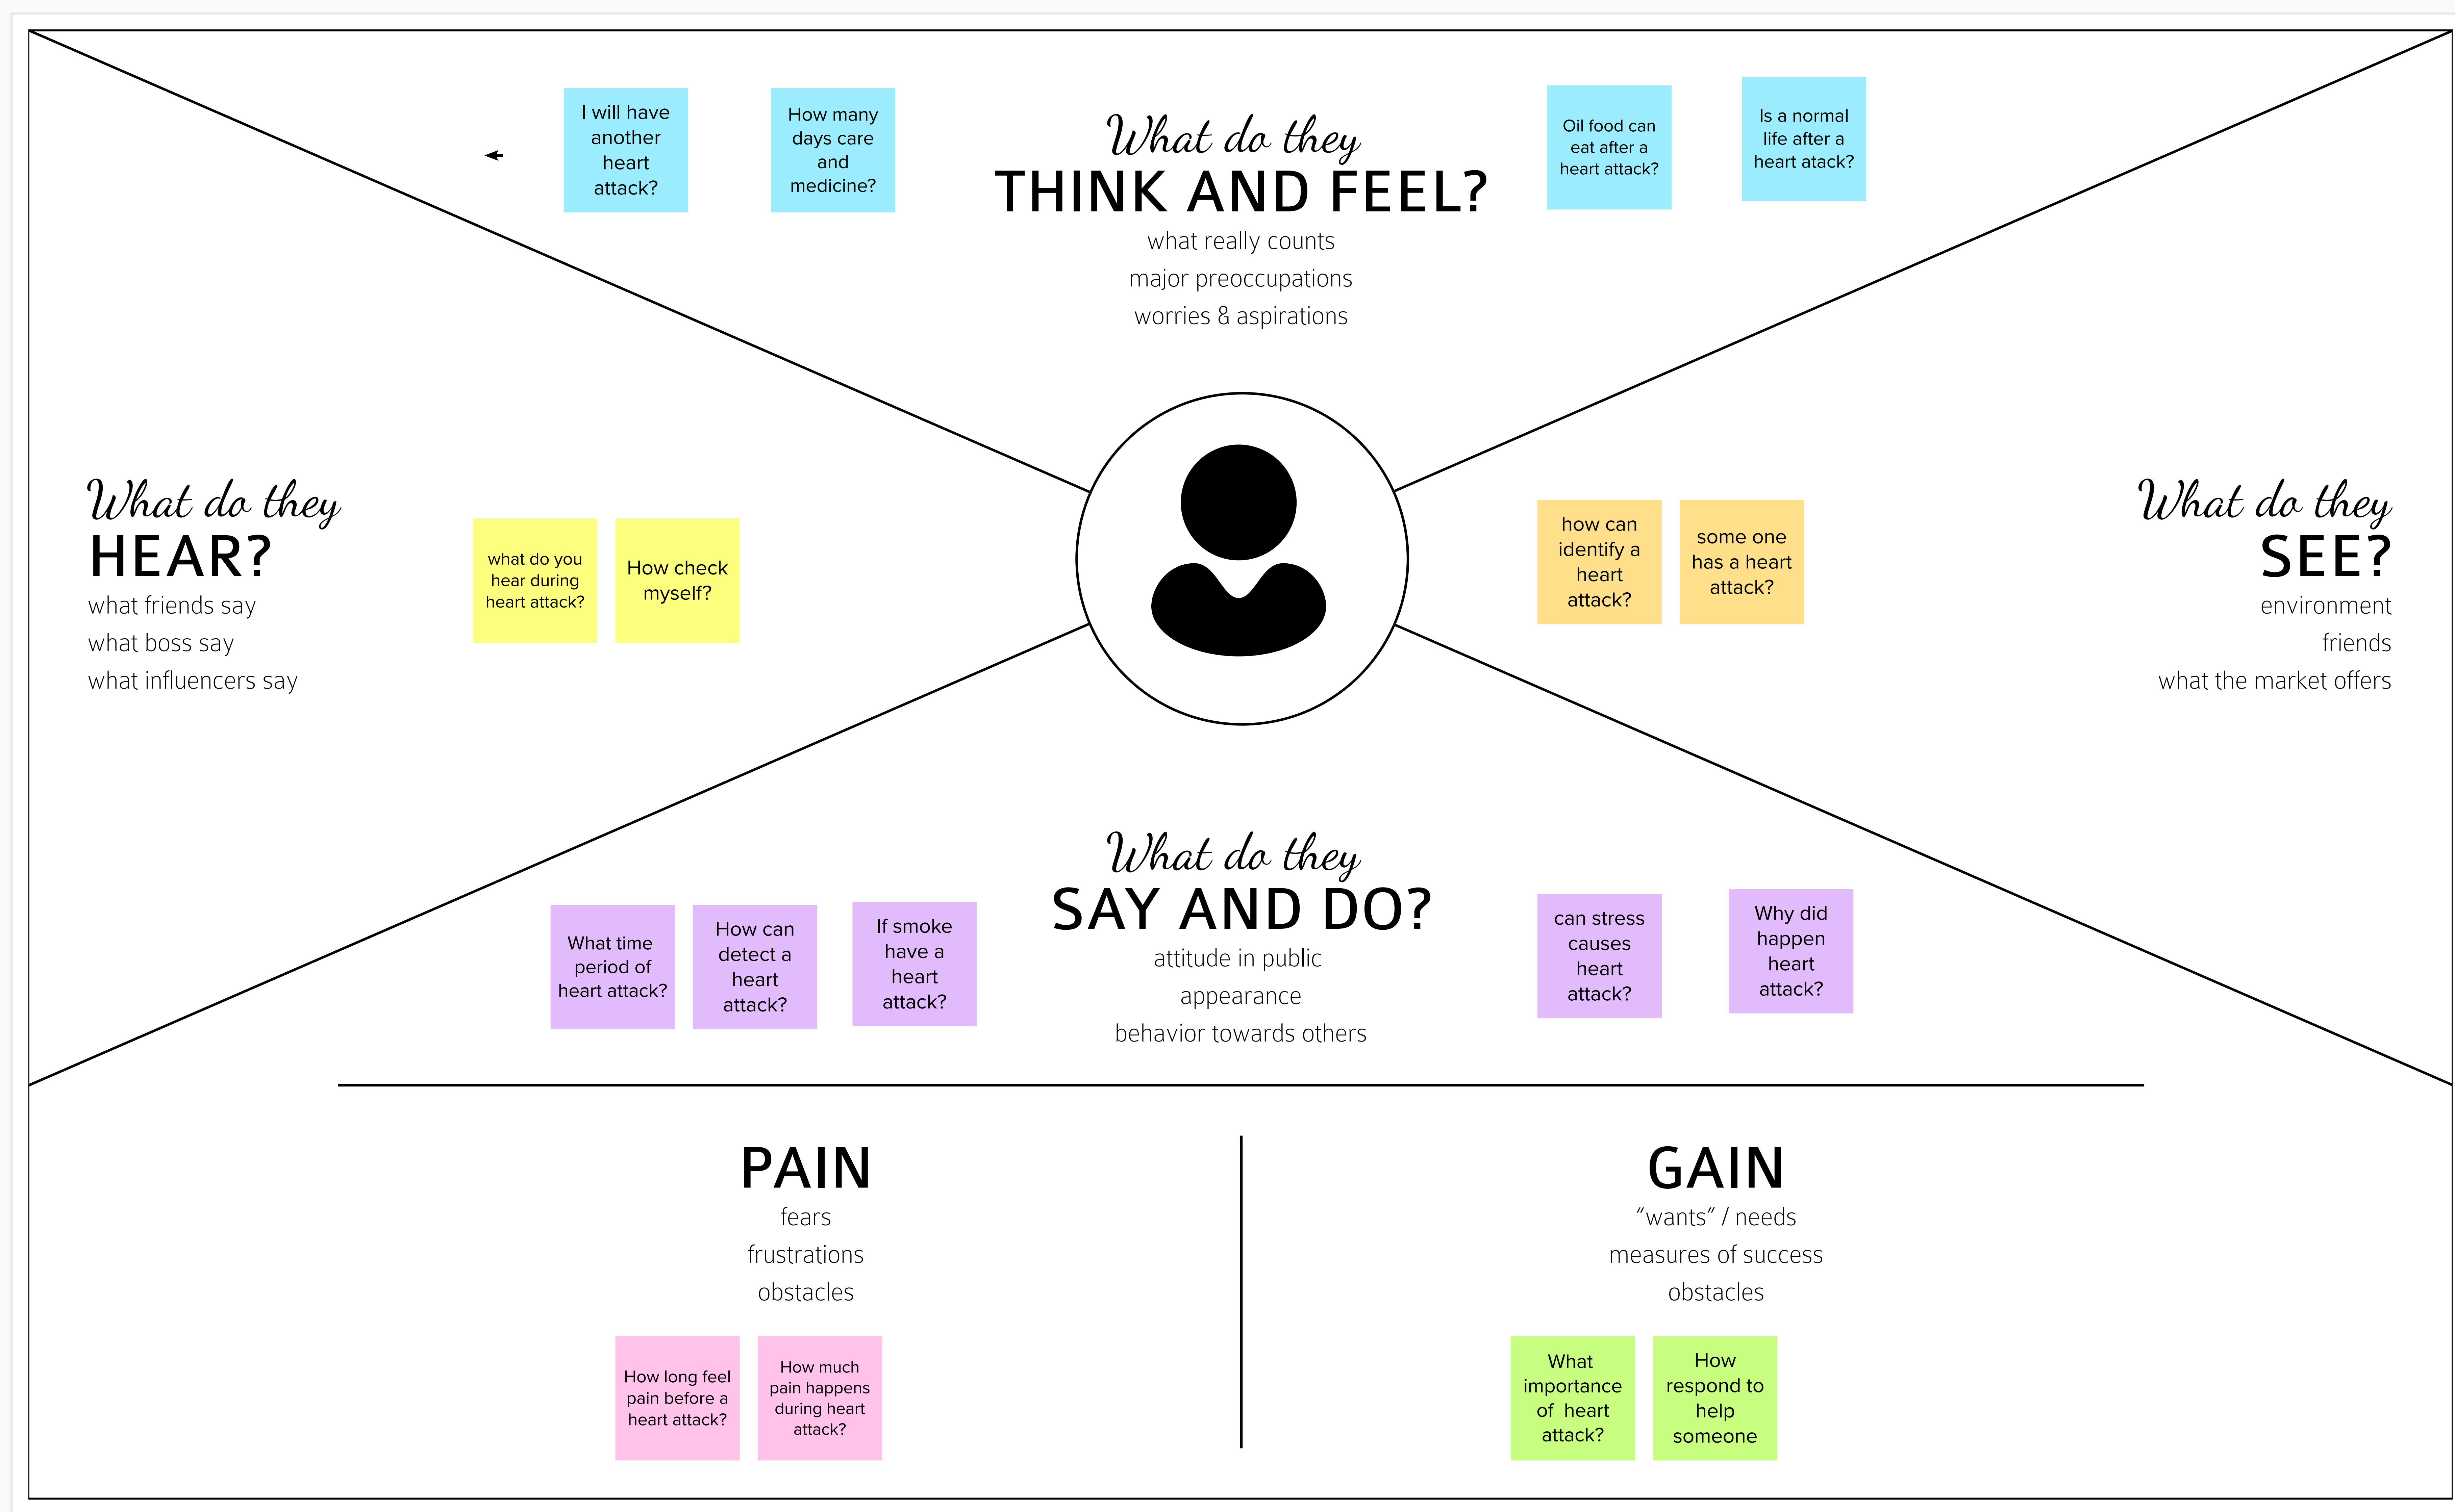 I will have
another
heart
attack?
How many
days care
and
medicine?
What do they
THINK AND FEEL?
what really counts
major preoccupations
worries & aspirations
Oil food can
eat after a
heart attack?
Is a normal
life after a
heart atack?
What do they
HEAR?
what friends say
what boss say
what influencers say
what do you
hear during
heart attack?
How check
myself?
how can
identify a
heart
attack?
some one
has a heart
attack?
What do they
SEE?
environment
friends
what the market offers
What do they
SAY AND DO?
attitude in public
appearance
behavior towards others
What time
period of
heart attack?
How can
detect a
heart
attack?
If smoke
have a
heart
attack?
can stress
causes
heart
attack?
Why did
happen
heart
attack?
PAIN
fears
frustrations
obstacles
How long feel
pain before a
heart attack?
How much
pain happens
during heart
attack?
GAIN
“wants” / needs
measures of success
obstacles
What
importance
of heart
attack?
How
respond to
help
someone